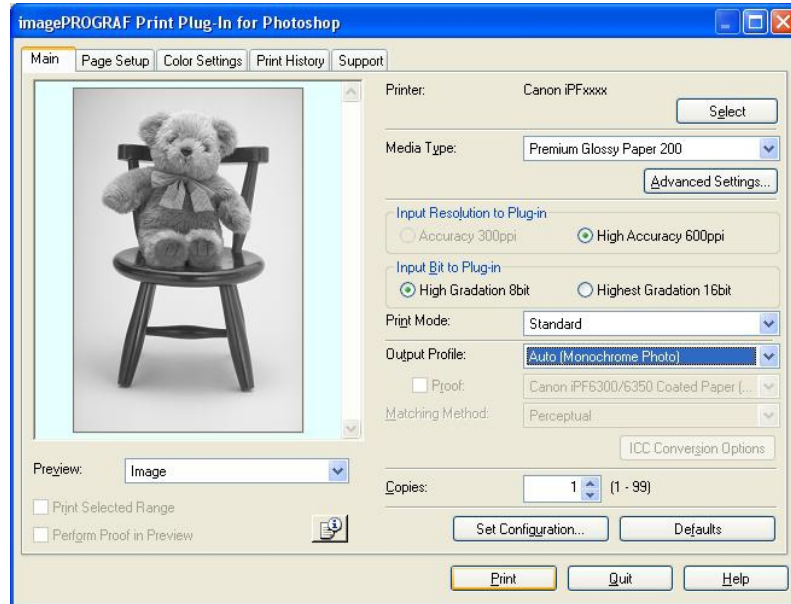 imagePROGRAF Print Plug-In for Photoshop
Main Page Setup Color Settings Print History Support
Printer: Canon iPFxxxx
Select
Media Type: Premium Glossy Paper 200
Advanced Settings...
Input Resolution to Plug-in
Accuracy 300ppi High Accuracy 600ppi
Input Bit to Plug-in
High Gradation 8bit Highest Gradation 16bit
Print Mode: Standard
Output Profile: Auto (Monochrome Photo)
Proof: Canon iPF6300/6350 Coated Paper (...
Matching Method: Perceptual
ICC Conversion Options
Preview: Image
Copies: 1 (1 - 99)
Print Selected Range
Perform Proof in Preview
Set Configuration... Defaults
Print Quit Help